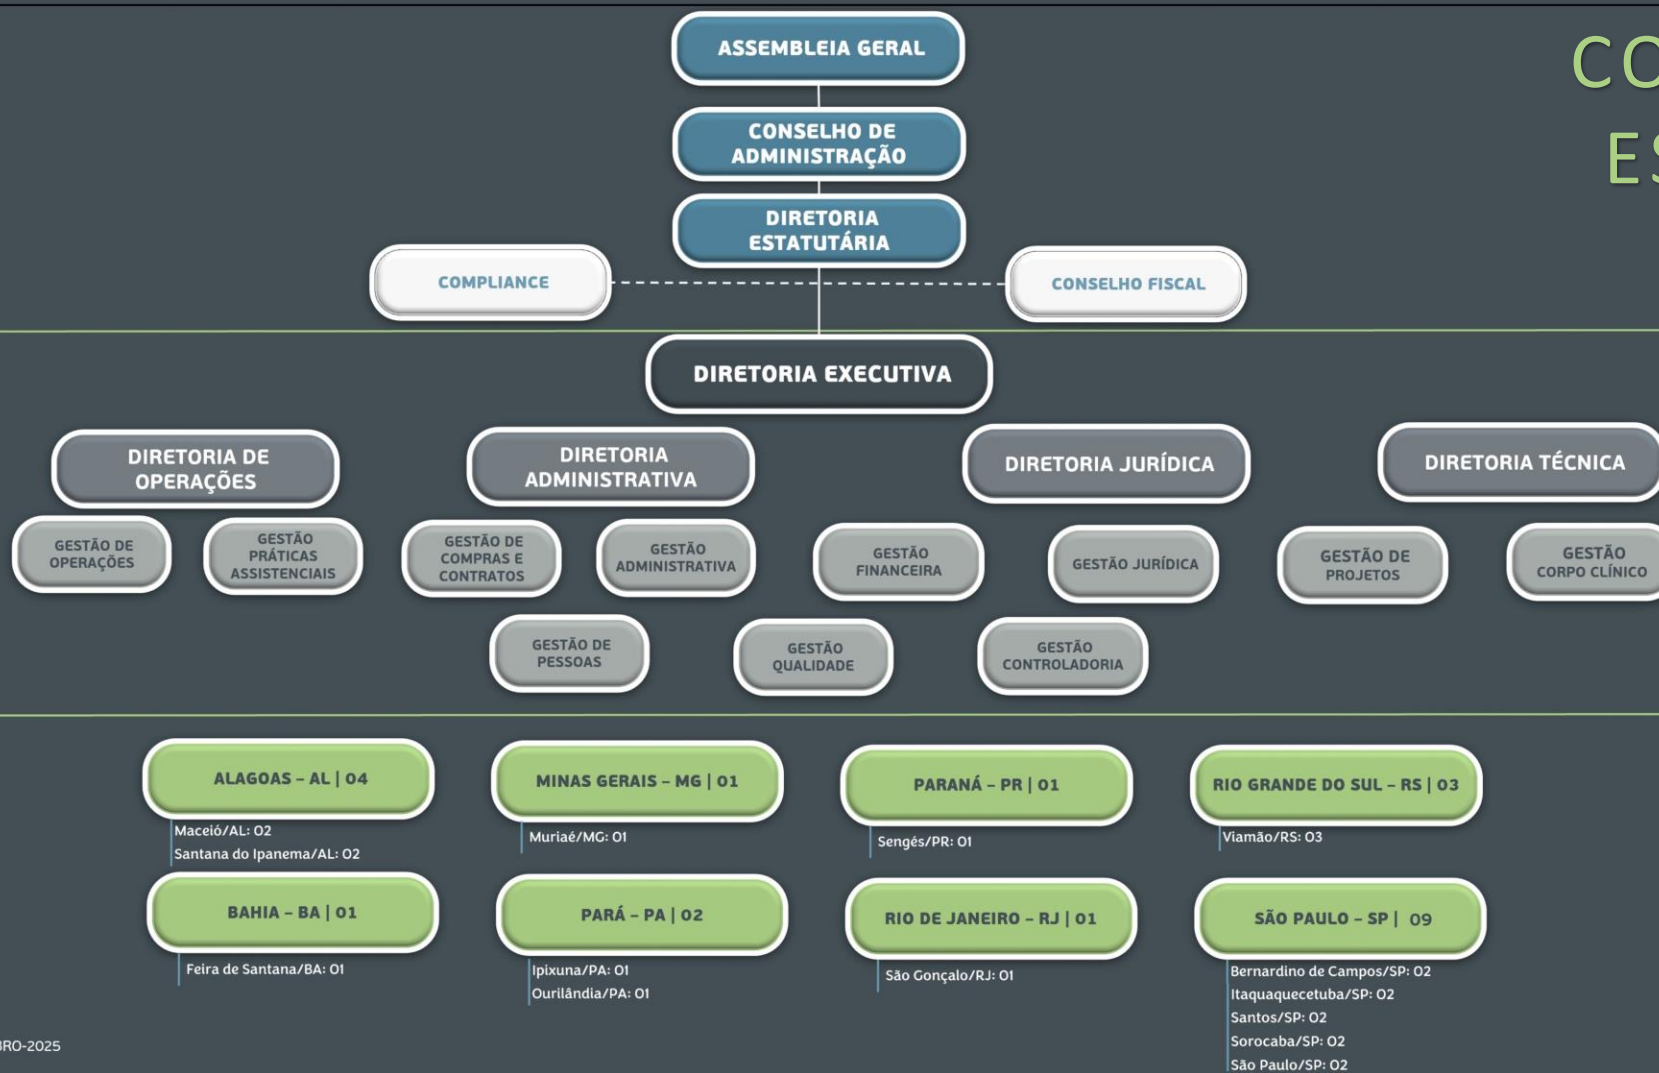 CO
ES
ASSEMBLEIA GERAL
CONSELHO DE
ADMINISTRAÇÃO
DIRETORIA
ESTATUTÁRIA
COMPLIANCE
CONSELHO FISCAL
DIRETORIA EXECUTIVA
DIRETORIA DE
OPERAÇÕES
DIRETORIA
ADMINISTRATIVA
DIRETORIA JURÍDICA
DIRETORIA TÉCNICA
GESTÃO DE
OPERAÇÕES
GESTÃO
PRÁTICAS
ASSISTENCIAIS
GESTÃO DE
COMPRAS E
CONTRATOS
GESTÃO
ADMINISTRATIVA
GESTÃO
FINANCEIRA
GESTÃO JURÍDICA
GESTÃO DE
PROJETOS
GESTÃO
CORPO CLÍNICO
GESTÃO DE
PESSOAS
GESTÃO
QUALIDADE
GESTÃO
CONTROLADORIA
ALAGOAS – AL | 04
Maceió/AL: 02
Santana do Ipanema/AL: 02
MINAS GERAIS – MG | 01
Muriaé/MG: 01
PARANÁ – PR | 01
Sengés/PR: 01
RIO GRANDE DO SUL – RS | 03
Viamão/RS: 03
BAHIA – BA | 01
Feira de Santana/BA: 01
PARÁ – PA | 02
Ipixuna/PA: 01
Ourilândia/PA: 01
RIO DE JANEIRO – RJ | 01
São Gonçalo/RJ: 01
SÃO PAULO – SP | 09
Bernardino de Campos/SP: 02
Itaquaquecetuba/SP: 02
Santos/SP: 02
Sorocaba/SP: 02
São Paulo/SP: 02
BRO-2025